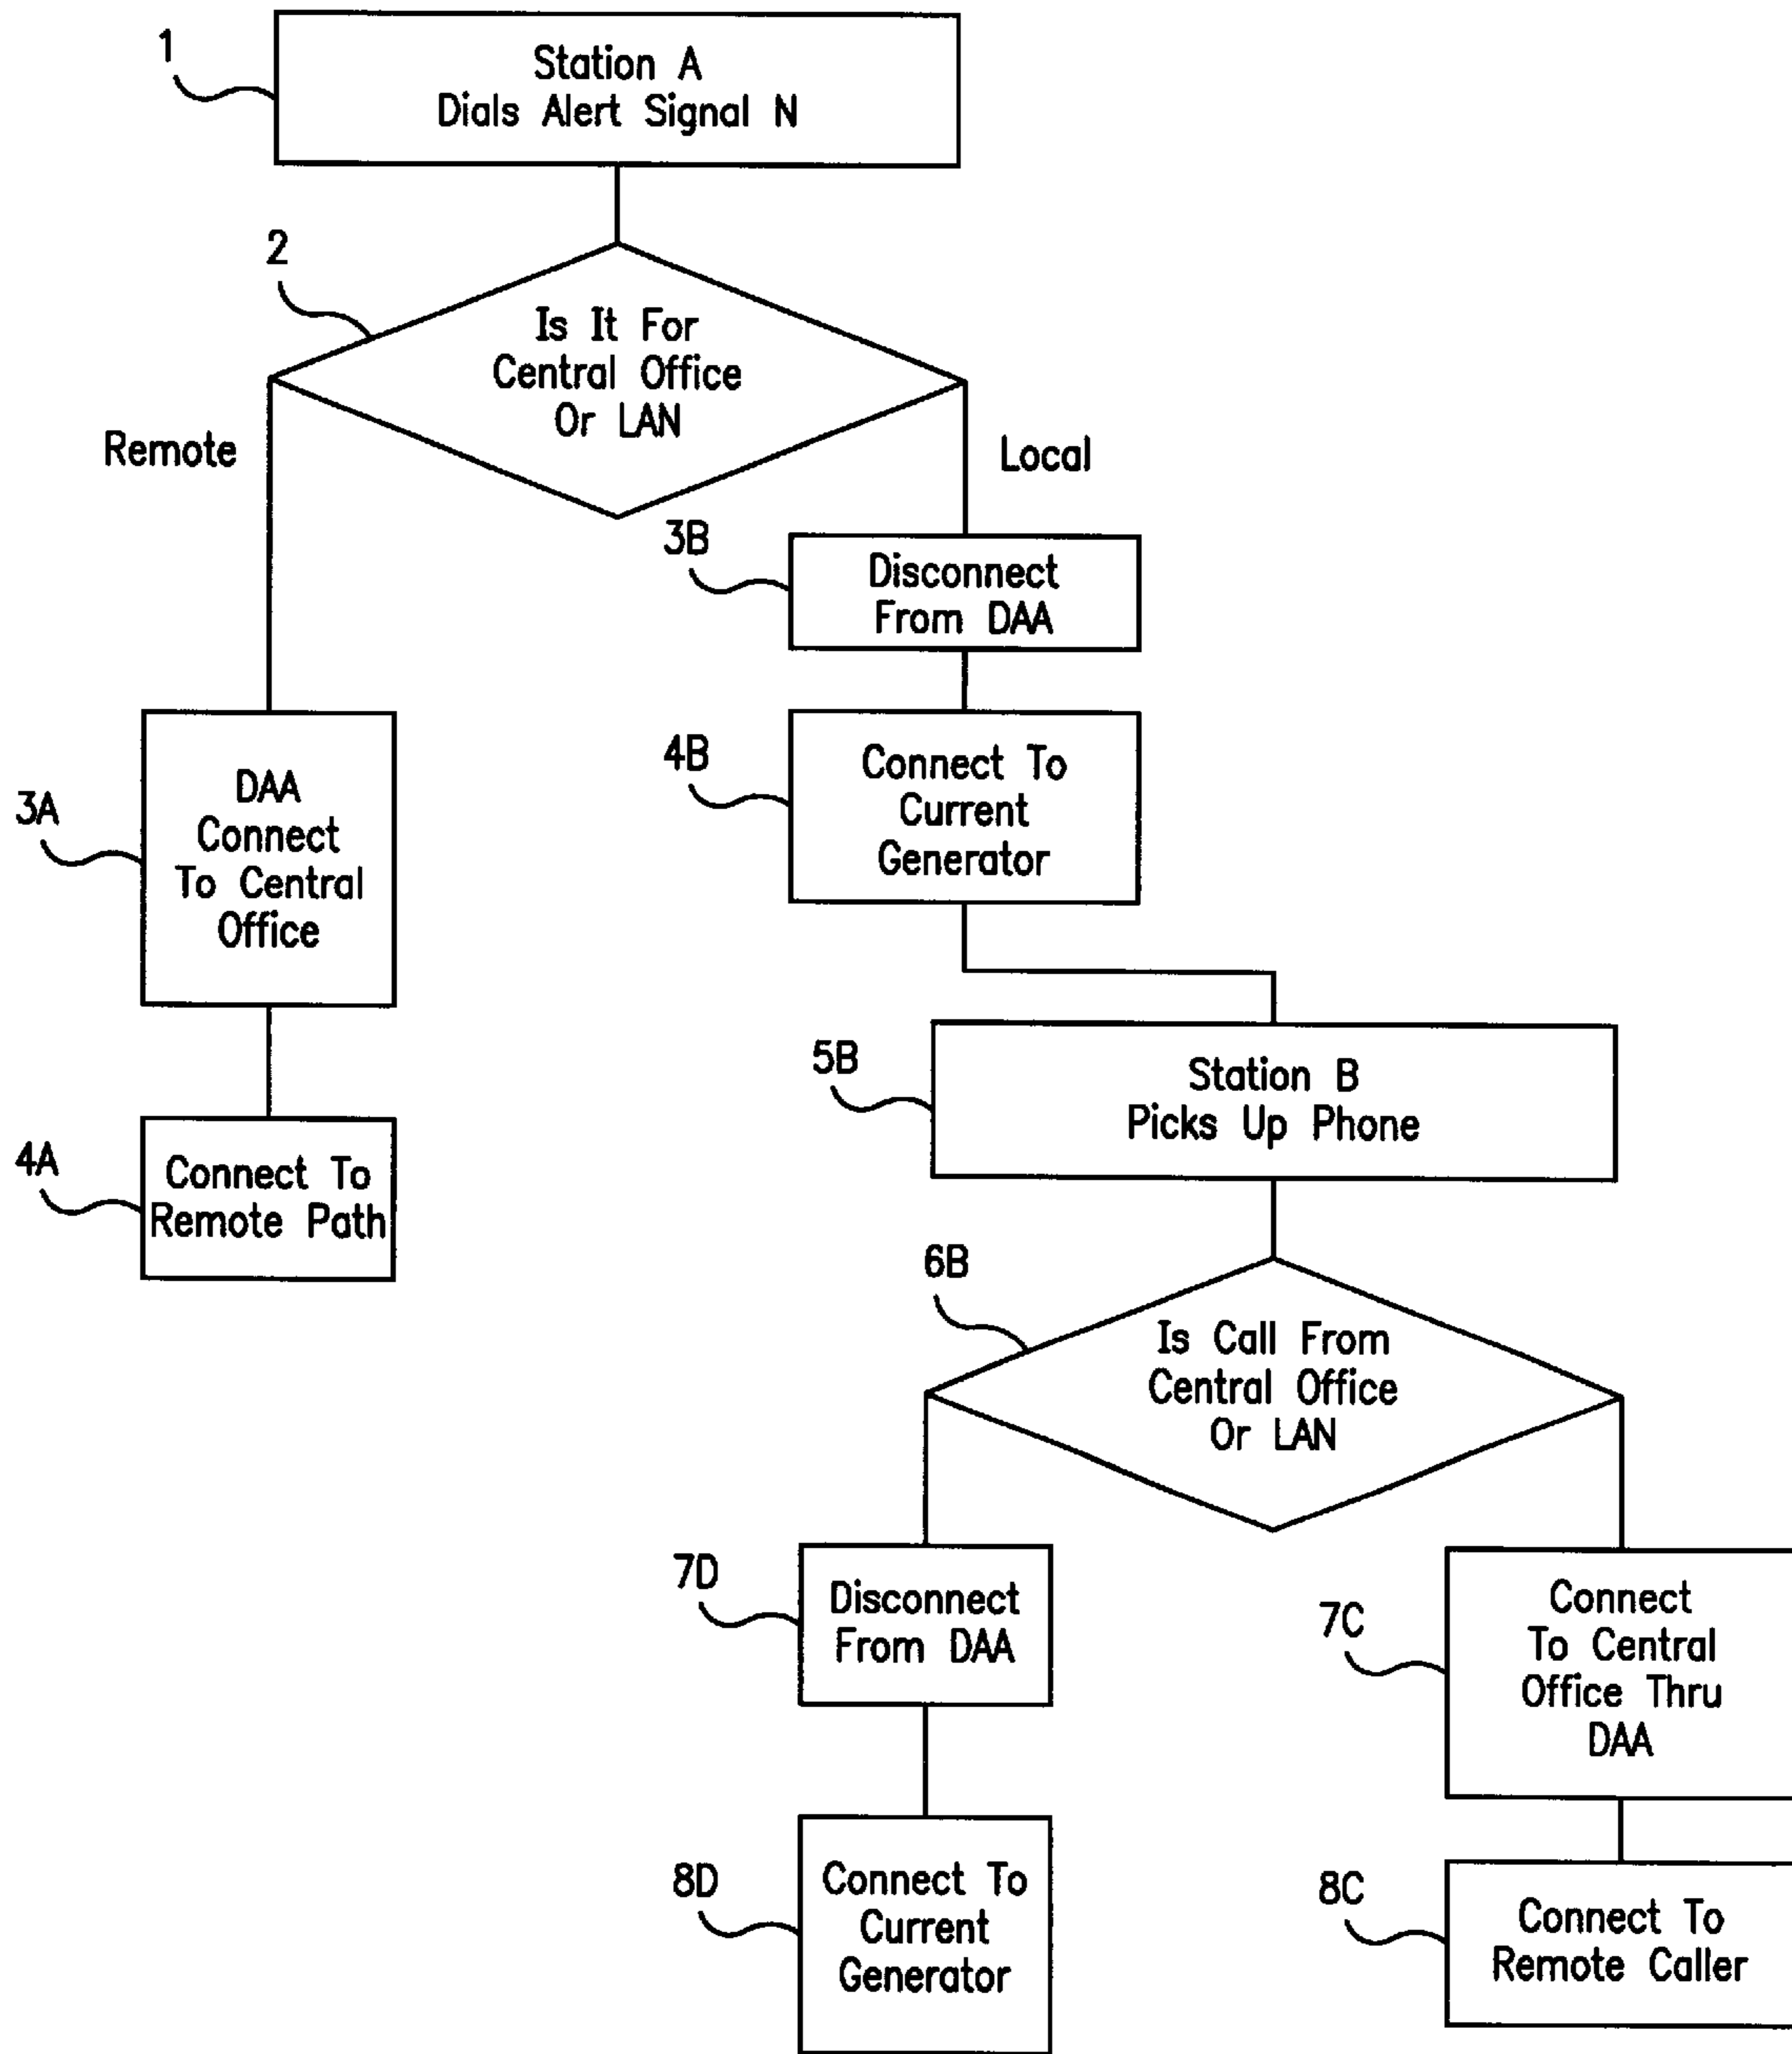 1
Station A
Dials Alert Signal N
2
Is It For
Central Office
Or LAN
Remote
Local
3B
Disconnect
From DAA
3A
DAA
Connect
To Central
Office
4B
Connect To
Current
Generator
4A
Connect To
Remote Path
5B
Station B
Picks Up Phone
6B
Is Call From
Central Office
Or LAN
7D
Disconnect
From DAA
7C
Connect
To Central
Office Thru
DAA
8D
Connect To
Current
Generator
8C
Connect To
Remote Caller